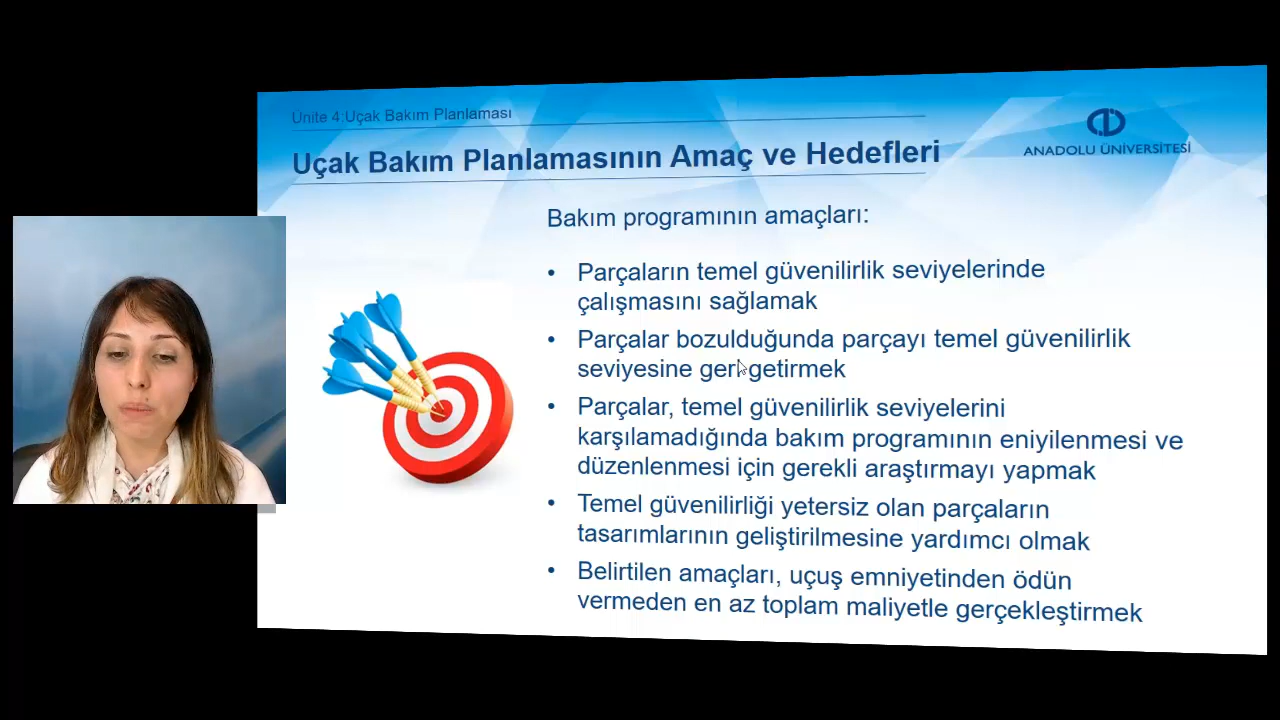 Ünite 4:Uçak Bakım Planlaması
Uçak Bakım Planlamasının Amaç ve Hedefleri
ANADOLU ÜNİVERSİTESİ
Bakım programının amaçları:
• Parçaların temel güvenilirlik seviyelerinde
çalışmasını sağlamak
• Parçalar bozulduğunda parçayı temel güvenilirlik
seviyesine geri getirmek
• Parçalar, temel güvenilirlik seviyelerini
karşılamadığında bakım programının eniyilenmesi ve
düzenlenmesi için gerekli araştırmayı yapmak
• Temel güvenilirliği yetersiz olan parçaların
tasarımlarının geliştirilmesine yardımcı olmak
• Belirtilen amaçları, uçuş emniyetinden ödün
vermeden en az toplam maliyetle gerçekleştirmek